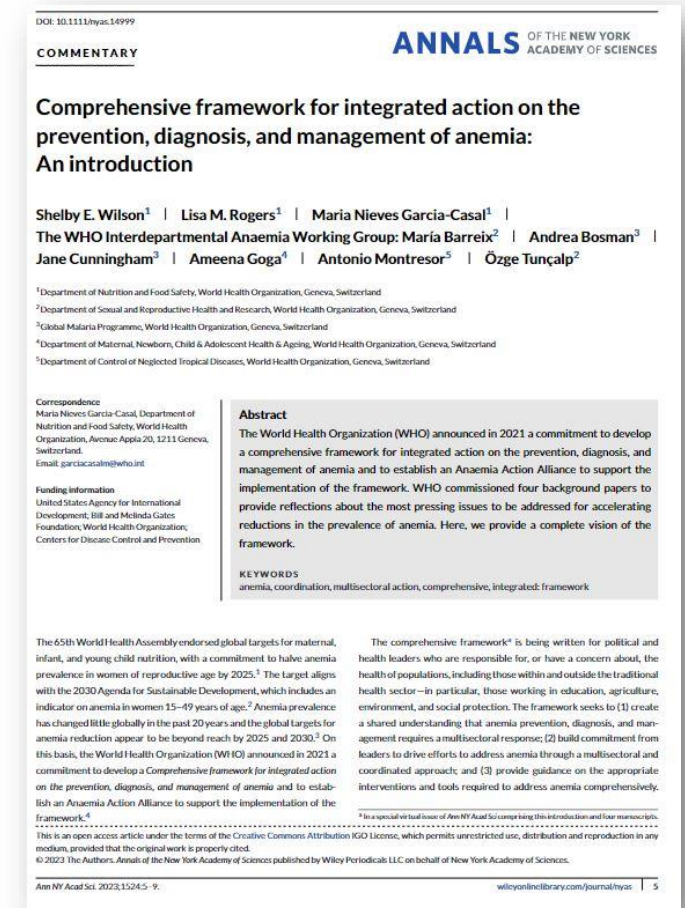 DOI: 10.1111/nyas.14999
COMMENTARY
ANNALS OF THE NEW YORK
ACADEMY OF SCIENCES
Comprehensive framework for integrated action on the
prevention, diagnosis, and management of anemia:
An introduction
Shelby E. Wilson1 | Lisa M. Rogers1 | Maria Nieves Garcia-Casal1 |
The WHO Interdepartmental Anaemia Working Group: María Barreix2 | Andrea Bosman3 |
Jane Cunningham3 | Ameena Goga4 | Antonio Montresor5 | Özge Tunçalp2
1Department of Nutrition and Food Safety, World Health Organization, Geneva, Switzerland
2Department of Sexual and Reproductive Health and Research, World Health Organization, Geneva, Switzerland
3Global Malaria Programme, World Health Organization, Geneva, Switzerland
4Department of Maternal, Newborn, Child & Adolescent Health & Ageing, World Health Organization, Geneva, Switzerland
5Department of Control of Neglected Tropical Diseases, World Health Organization, Geneva, Switzerland
Correspondence
Maria Nieves Garcia-Casal, Department of
Nutrition and Food Safety, World Health
Organization, Avenue Appia 20, 1211 Geneva,
Switzerland.
Email: garciacasalm@who.int
Funding information
United States Agency for International
Development; Bill and Melinda Gates
Foundation; World Health Organization;
Centers for Disease Control and Prevention
Abstract
The World Health Organization (WHO) announced in 2021 a commitment to develop
a comprehensive framework for integrated action on the prevention, diagnosis, and
management of anemia and to establish an Anaemia Action Alliance to support the
implementation of the framework. WHO commissioned four background papers to
provide reflections about the most pressing issues to be addressed for accelerating
reductions in the prevalence of anemia. Here, we provide a complete vision of the
framework.
KEYWORDS
anemia, coordination, multisectoral action, comprehensive, integrated: framework
The 65th World Health Assembly endorsed global targets for maternal,
infant, and young child nutrition, with a commitment to halve anemia
prevalence in women of reproductive age by 2025.1 The target aligns
with the 2030 Agenda for Sustainable Development, which includes an
indicator on anemia in women 15–49 years of age.2 Anemia prevalence
has changed little globally in the past 20 years and the global targets for
anemia reduction appear to be beyond reach by 2025 and 2030.3 On
this basis, the World Health Organization (WHO) announced in 2021 a
commitment to develop a Comprehensive framework for integrated action
on the prevention, diagnosis, and management of anemia and to estab-
lish an Anaemia Action Alliance to support the implementation of the
framework.4
The comprehensive frameworka is being written for political and
health leaders who are responsible for, or have a concern about, the
health of populations, including those within and outside the traditional
health sector—in particular, those working in education, agriculture,
environment, and social protection. The framework seeks to (1) create
a shared understanding that anemia prevention, diagnosis, and man-
agement requires a multisectoral response; (2) build commitment from
leaders to drive efforts to address anemia through a multisectoral and
coordinated approach; and (3) provide guidance on the appropriate
interventions and tools required to address anemia comprehensively.
a In a special virtual issue of Ann NY Acad Sci comprising this introduction and four manuscripts.
This is an open access article under the terms of the Creative Commons Attribution IGO License, which permits unrestricted use, distribution and reproduction in any
medium, provided that the original work is properly cited.
© 2023 The Authors. Annals of the New York Academy of Sciences published by Wiley Periodicals LLC on behalf of New York Academy of Sciences.
Ann NY Acad Sci. 2023;1524:5–9.
wileyonlinelibrary.com/journal/nyas | 5